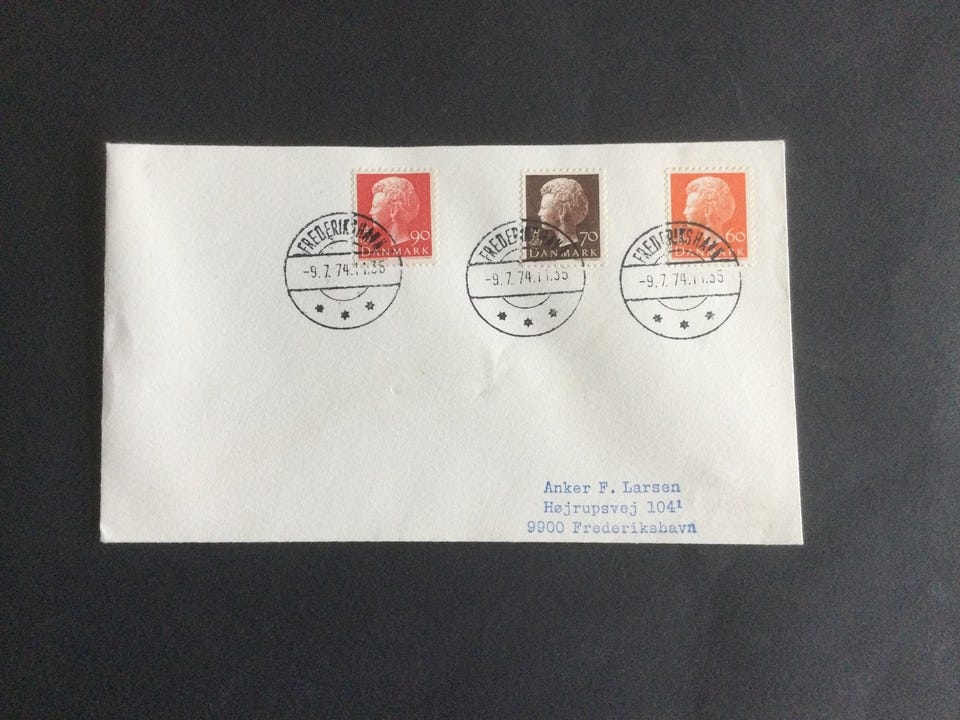 90
DANMARK
FREDERIKSHAVN
-9.7.74.11.35
70
DANMARK
FREDERIKSHAVN
-9.7.74.11.35
60
DANMARK
FREDERIKSHAVN
-9.7.74.11.35
Anker F. Larsen
Højrupsvej 104¹
9900 Frederikshavn